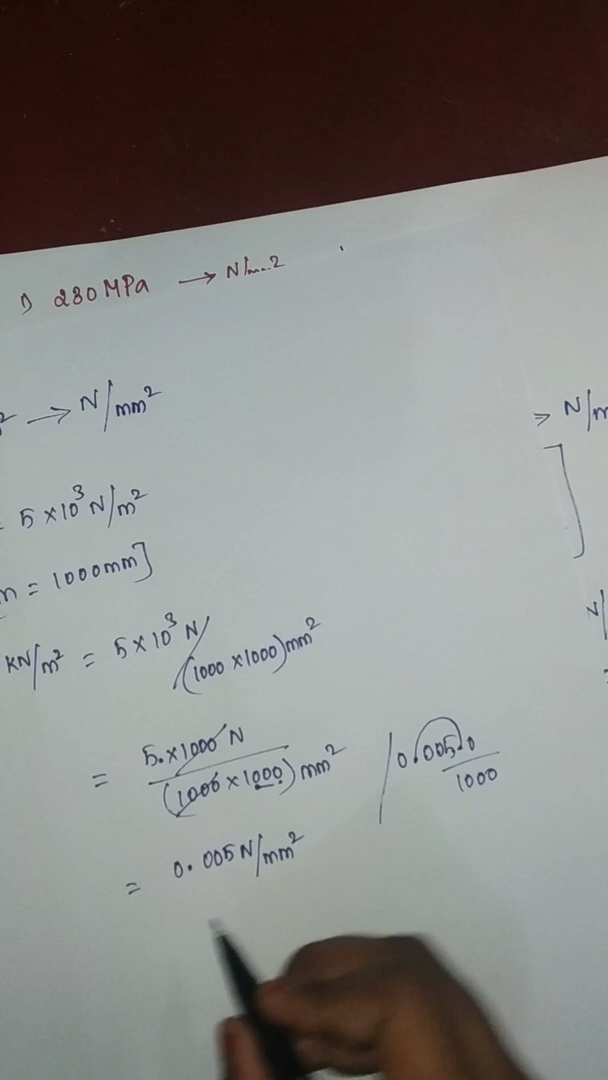 1) 280 MPa → N/mm2
2 → N/mm²
5 × 10³ N/m²
m = 1000mm]
kN/m² = 5 × 10³ N/(1000 × 1000) mm²
= 5. × 1000 N / (1000 × 1000) mm² / 0.005.0 / 1000
= 0.005 N/mm²
⇒ N/m
]
N/